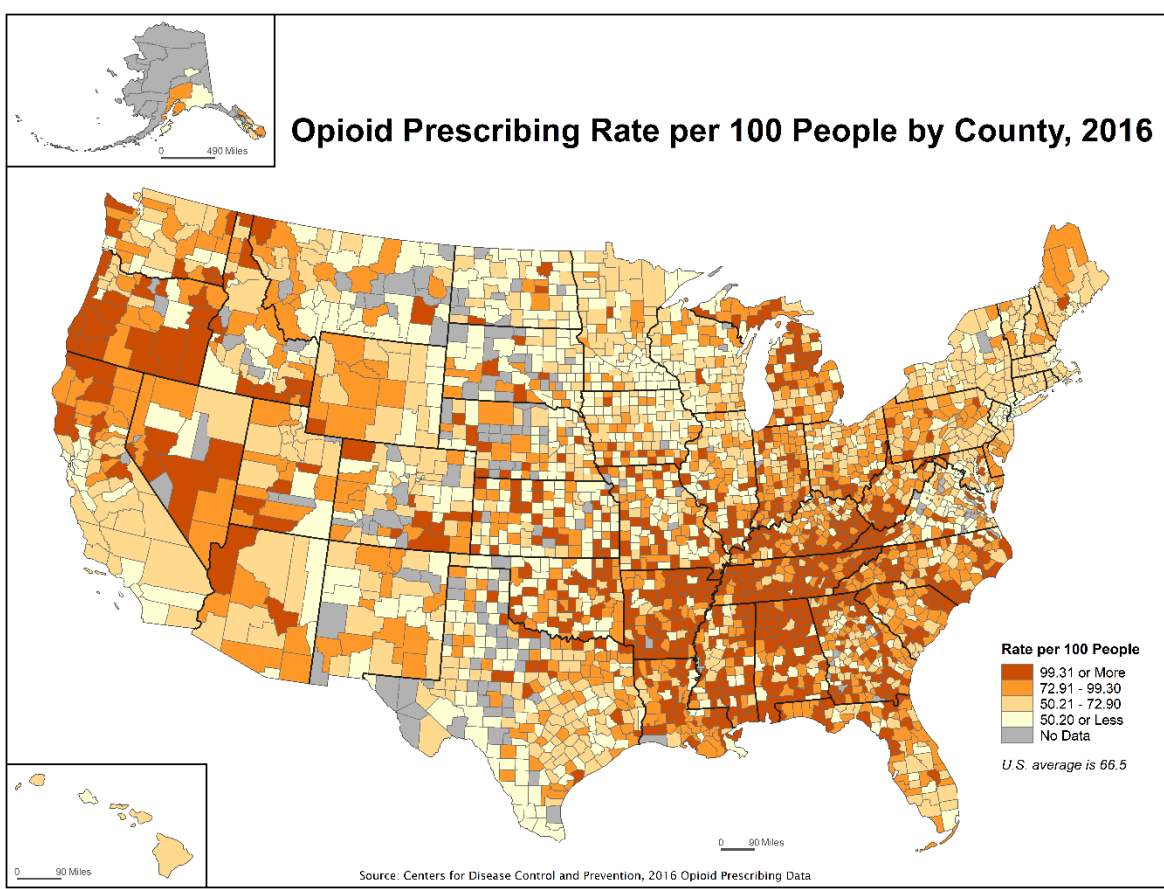 0 490 Miles
Opioid Prescribing Rate per 100 People by County, 2016
Rate per 100 People
99.31 or More
72.91 - 99.30
50.21 - 72.90
50.20 or Less
No Data
U.S. average is 66.5
0 90 Miles
0 90 Miles
Source: Centers for Disease Control and Prevention, 2016 Opioid Prescribing Data